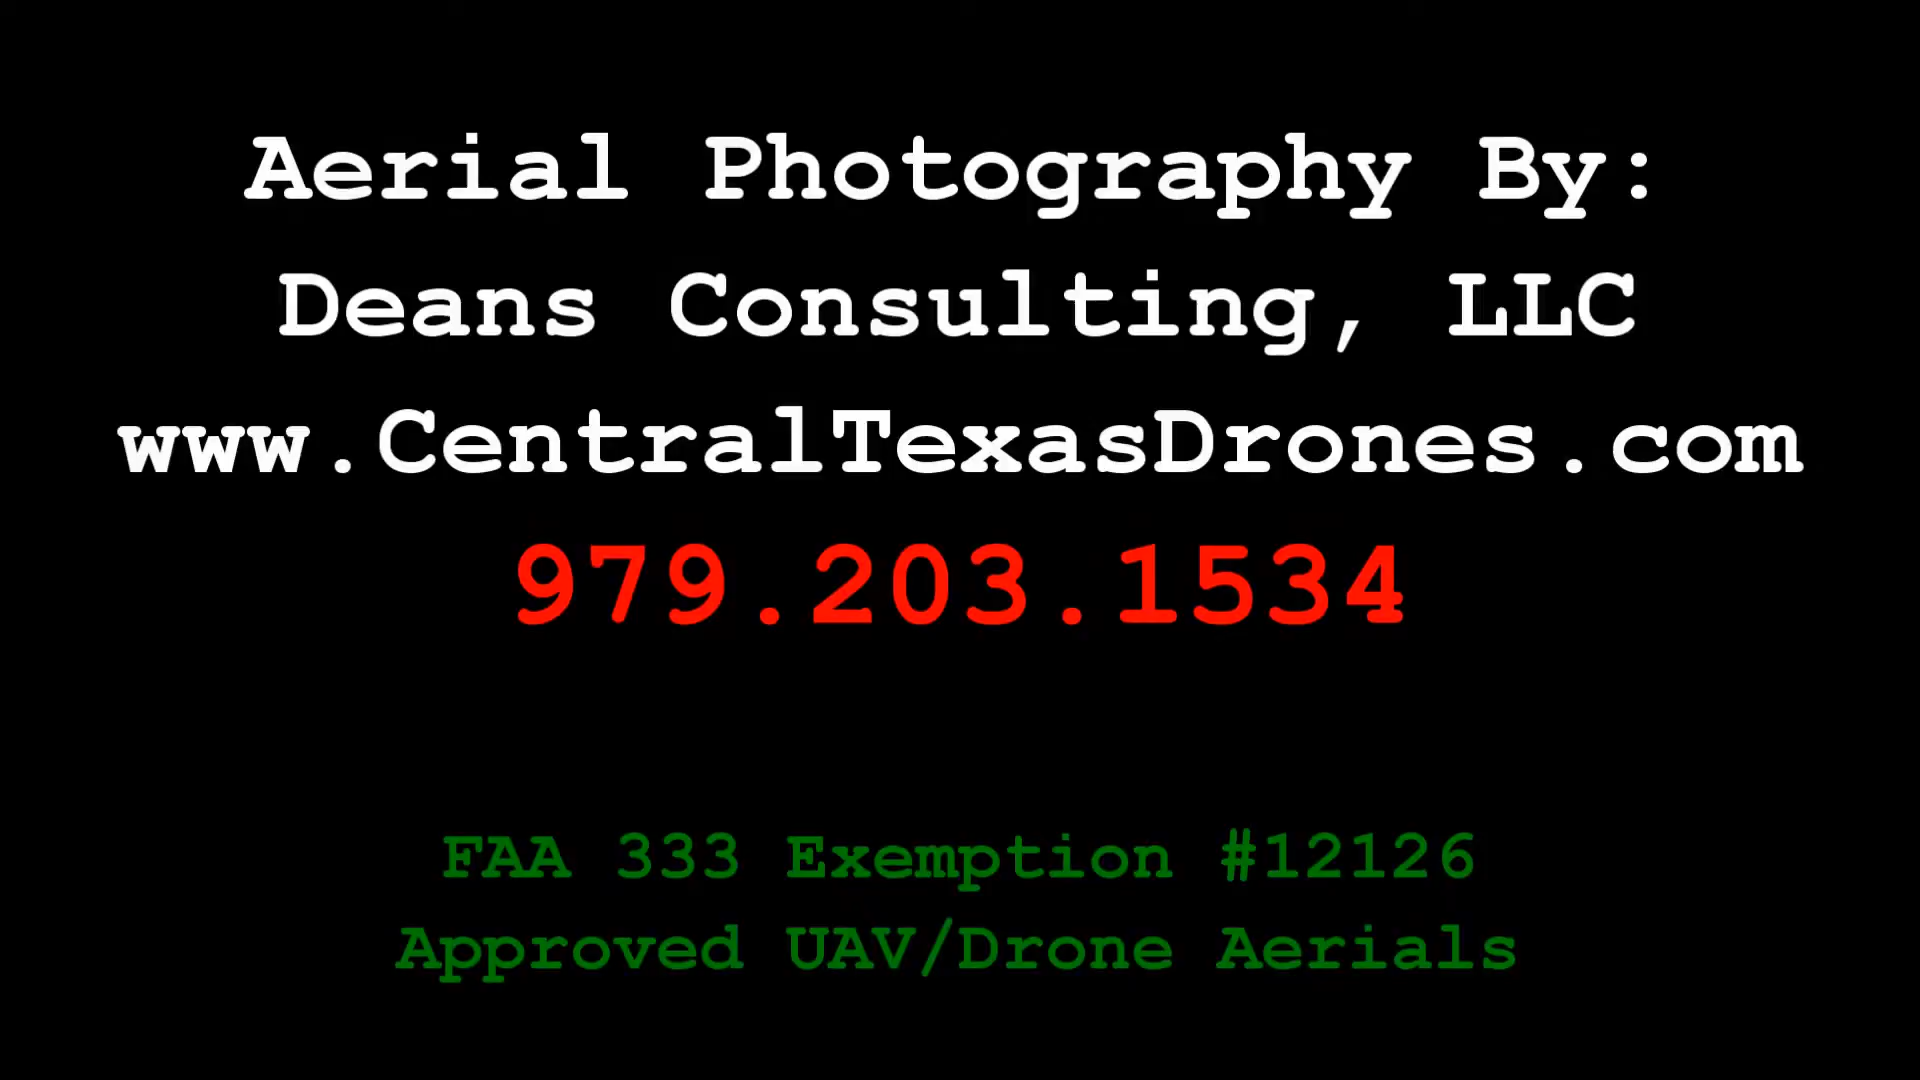 Aerial Photography By:
Deans Consulting, LLC
www.CentralTexasDrones.com
979.203.1534
FAA 333 Exemption #12126
Approved UAV/Drone Aerials